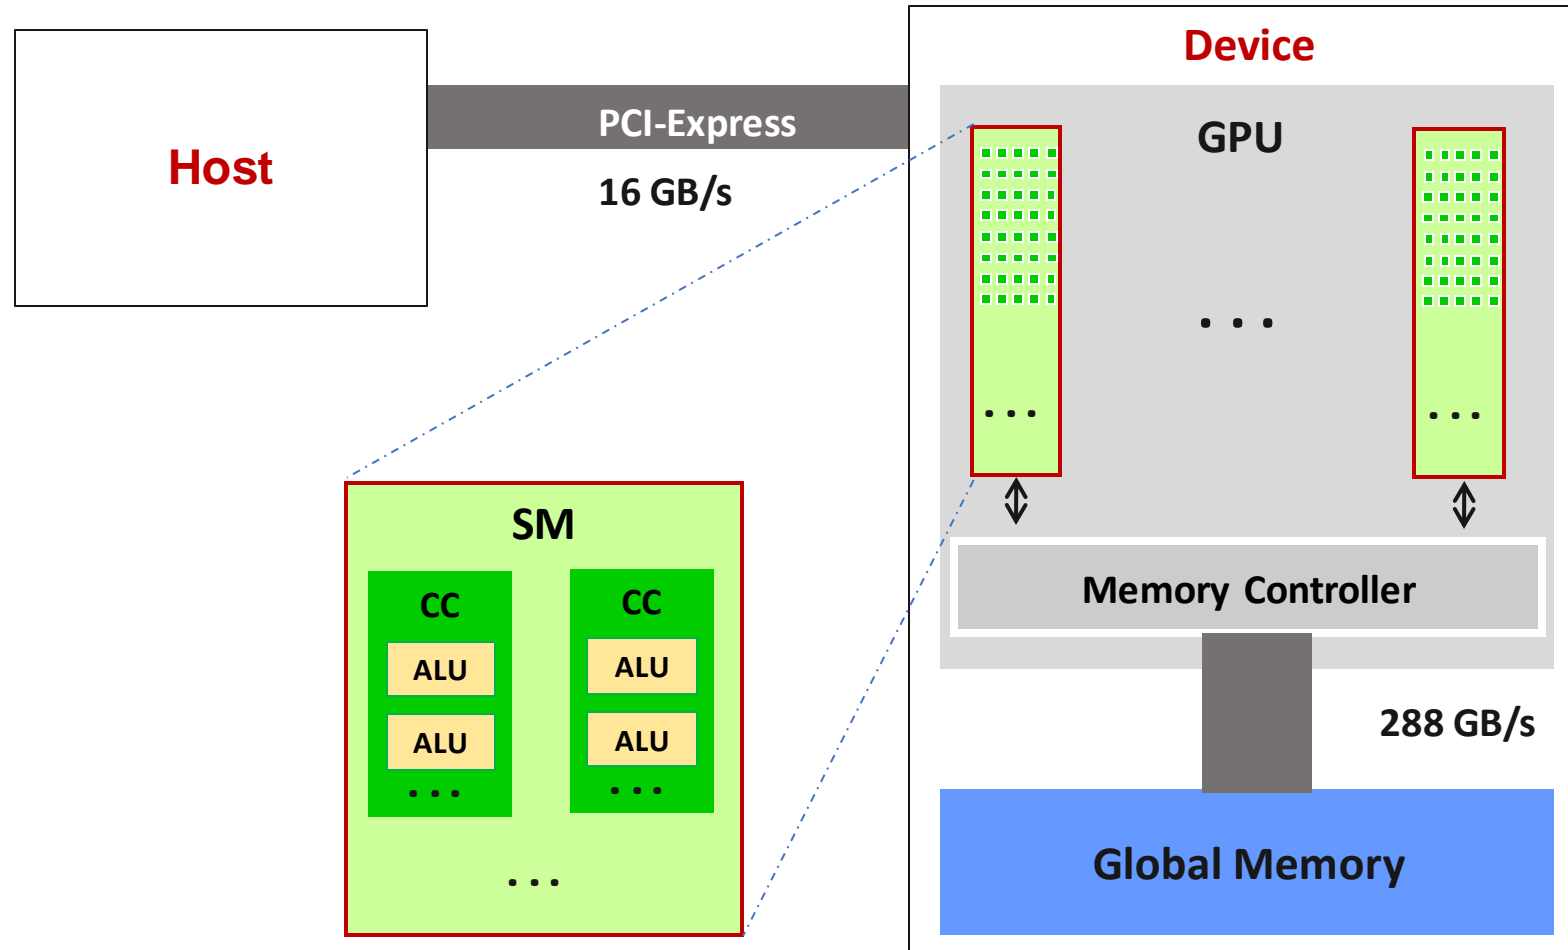 Device
Host
PCI-Express
16 GB/s
GPU
. . .
. . .
. . .
SM
CC
CC
ALU
ALU
ALU
ALU
. . .
. . .
. . .
Memory Controller
288 GB/s
Global Memory